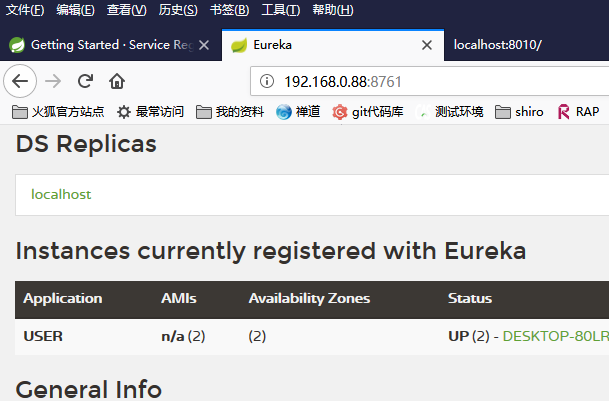 文件(F) 编辑(E) 查看(V) 历史(S) 书签(B) 工具(T) 帮助(H)
Getting Started · Service Reg Eureka localhost:8010/
192.168.0.88:8761
火狐官方站点 最常访问 我的资料 禅道 git代码库 测试环境 shiro RAP
DS Replicas
localhost
Instances currently registered with Eureka
Application AMIs Availability Zones Status
USER n/a (2) (2) UP (2) - DESKTOP-80LR
General Info